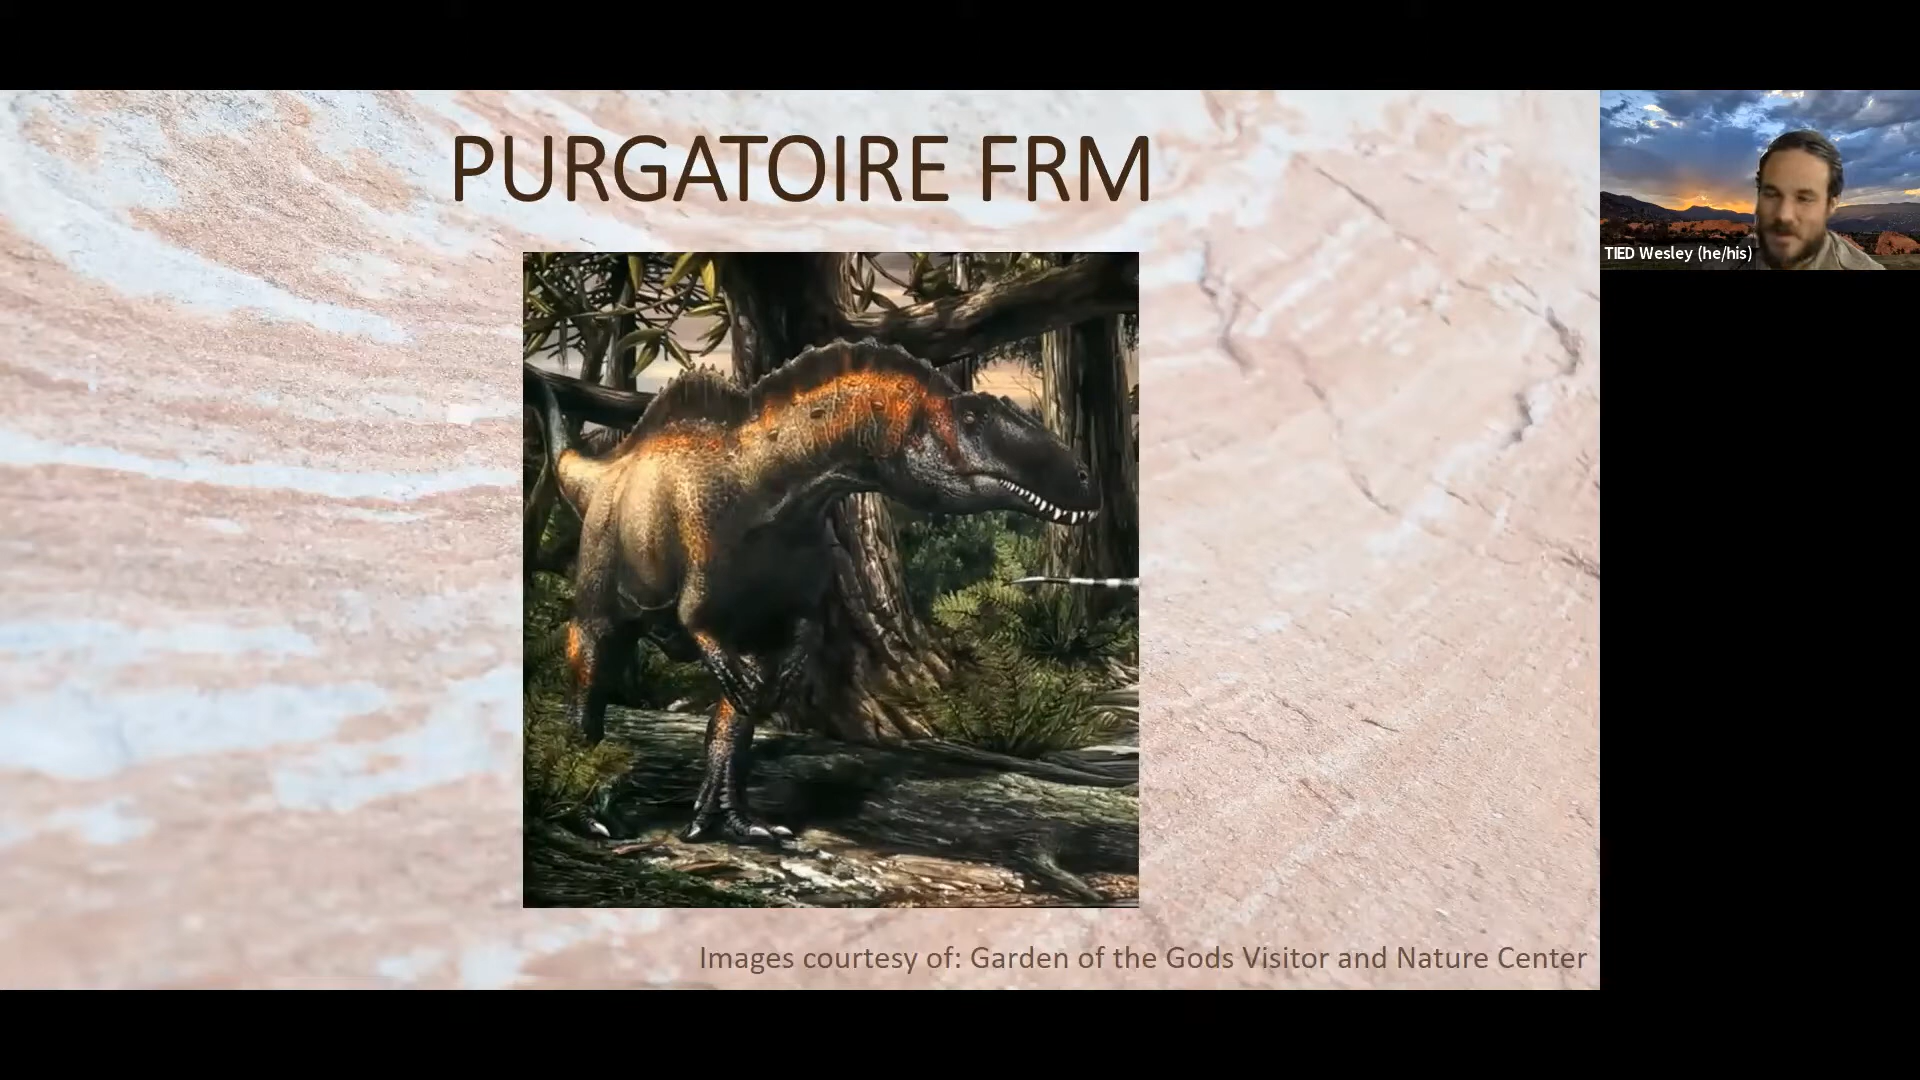 PURGATOIRE FRM
TIED Wesley (he/his)
Images courtesy of: Garden of the Gods Visitor and Nature Center